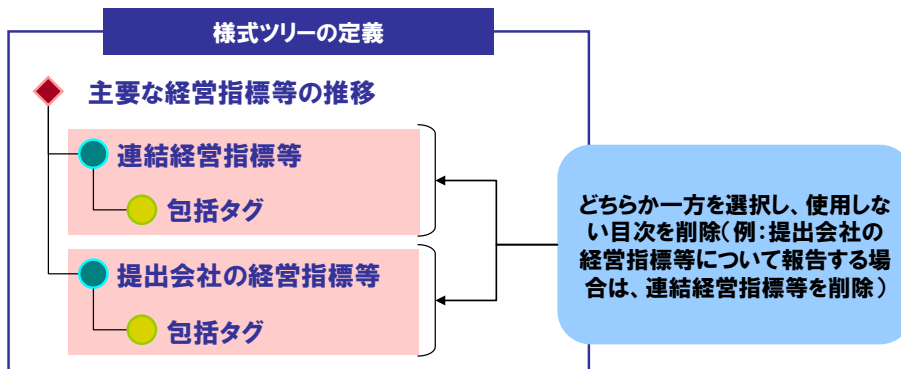 様式ツリーの定義
主要な経営指標等の推移
連結経営指標等
包括タグ
提出会社の経営指標等
包括タグ
どちらか一方を選択し、使用しな
い目次を削除(例:提出会社の
経営指標等について報告する場
合は、連結経営指標等を削除)